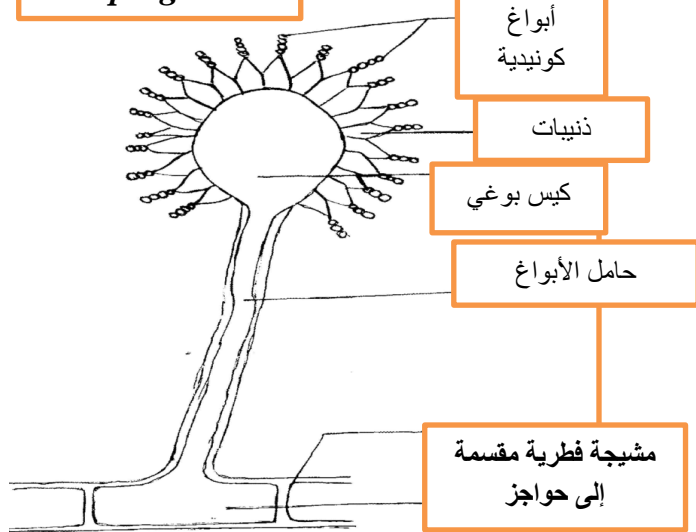 أبواغ
كونيدية
ذنيبات
كيس بوغي
حامل الأبواغ
مشيجة فطرية مقسمة
إلى حواجز